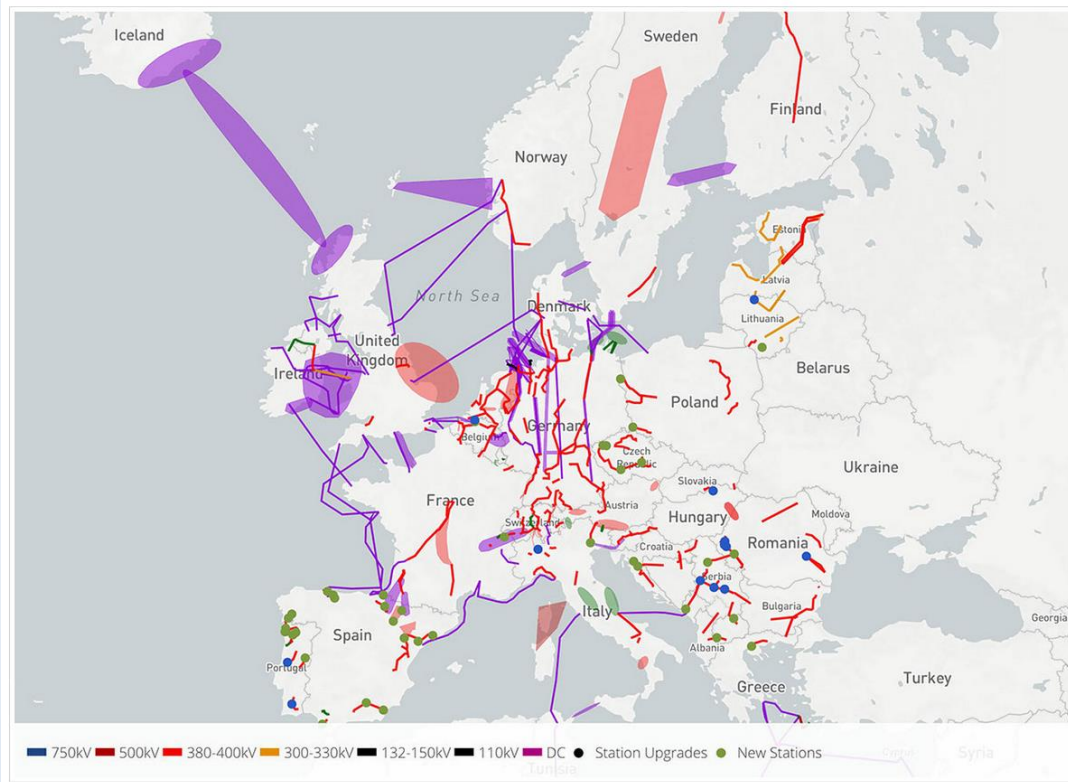 Iceland
Sweden
Finland
Norway
Estonia
North Sea
Latvia
Denmark
Lithuania
United
Kingdom
Ireland
Belarus
Poland
Germany
Belgium
Czech
Republic
Ukraine
Slovakia
France
Austria
Moldova
Switzerland
Hungary
Croatia
Romania
Serbia
Italy
Bulgaria
Spain
Georgia
Albania
Portugal
Greece
Turkey
750kV 500kV 380-400kV 300-330kV 132-150kV 110kV DC Station Upgrades New Stations
Syria
Tunisia